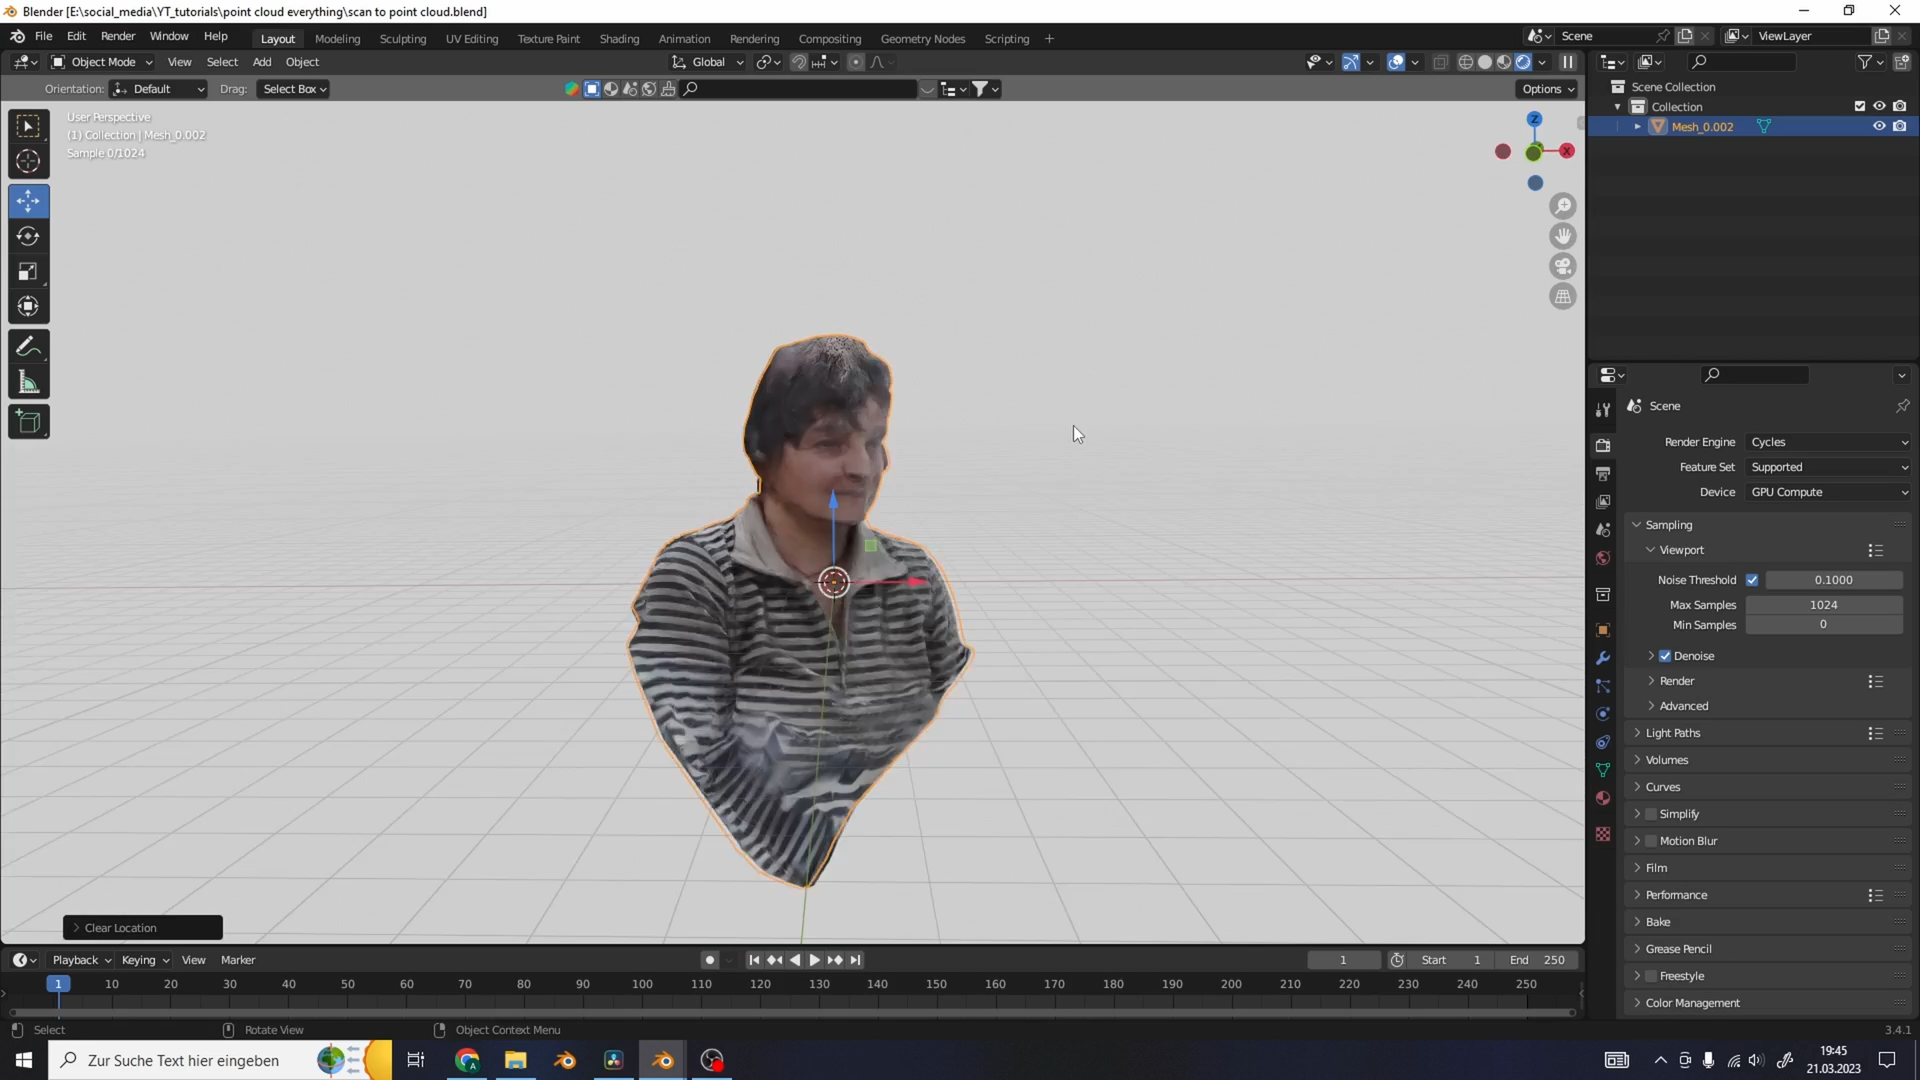 Blender [E:\social_media\YT_tutorials\point cloud everything\scan to point cloud.blend]
File Edit Render Window Help Layout Modeling Sculpting UV Editing Texture Paint Shading Animation Rendering Compositing Geometry Nodes Scripting + Scene ViewLayer
Object Mode View Select Add Object Global
Orientation: Default Drag: Select Box Options
User Perspective
(1) Collection | Mesh_0.002
Sample 0/1024
Z
X
Scene Collection
Collection
Mesh_0.002
Scene
Render Engine Cycles
Feature Set Supported
Device GPU Compute
Sampling
Viewport
Noise Threshold 0.1000
Max Samples 1024
Min Samples 0
Denoise
Render
Advanced
Light Paths
Volumes
Curves
Simplify
Motion Blur
Film
Performance
Bake
Grease Pencil
Freestyle
Color Management
Clear Location
Playback Keying View Marker 1 Start 1 End 250
1 10 20 30 40 50 60 70 80 90 100 110 120 130 140 150 160 170 180 190 200 210 220 230 240 250
Select Rotate View Object Context Menu 3.4.1
Zur Suche Text hier eingeben
19:45
21.03.2023